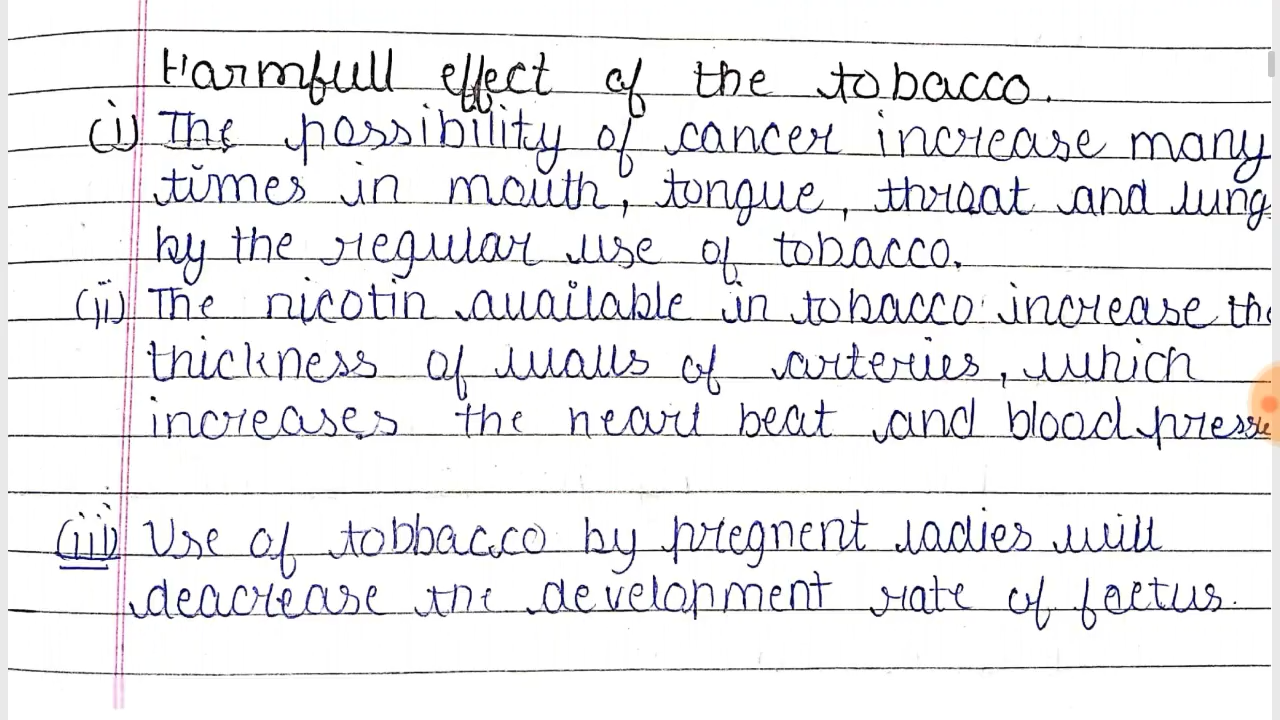 Harmfull effect of the tobacco.
(i) The possibility of cancer increase many
times in mouth, tongue, throat and lung
by the regular use of tobacco.
(ii) The nicotin available in tobacco increase the
thickness of walls of arteries, which
increases the heart beat and blood
(iii) Use of tobbacco by pregnent ladies will
deacrease the development rate of foetus.